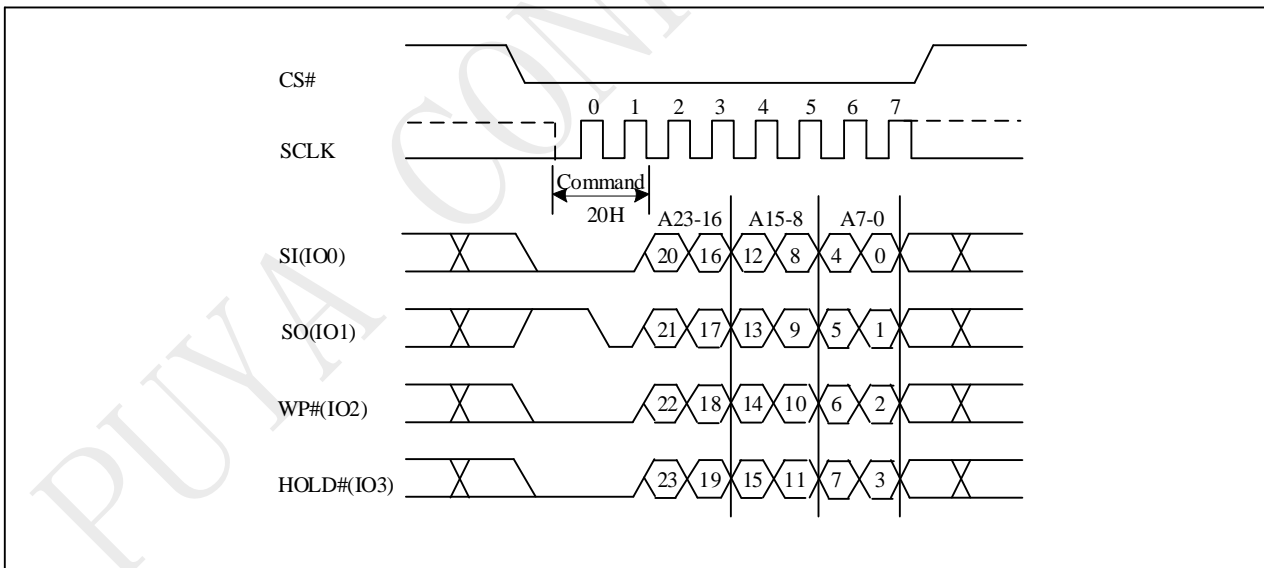 PUYA CON
CS#
0 1 2 3 4 5 6 7
SCLK
Command
20H
A23-16 A15-8 A7-0
SI(IO0) 20 16 12 8 4 0
SO(IO1) 21 17 13 9 5 1
WP#(IO2) 22 18 14 10 6 2
HOLD#(IO3) 23 19 15 11 7 3